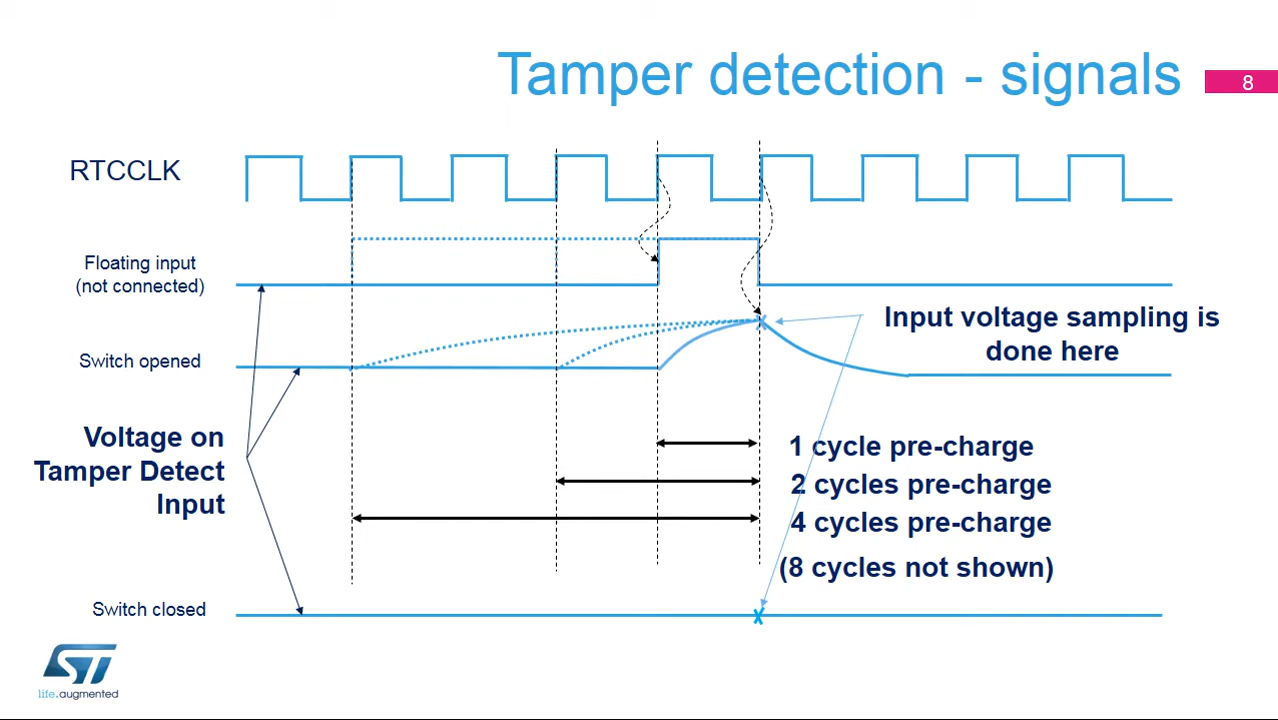 Tamper detection - signals
8
RTCCLK
Floating input
(not connected)
Input voltage sampling is
done here
Switch opened
Voltage on
Tamper Detect
Input
1 cycle pre-charge
2 cycles pre-charge
4 cycles pre-charge
(8 cycles not shown)
Switch closed
ST
life.augmented